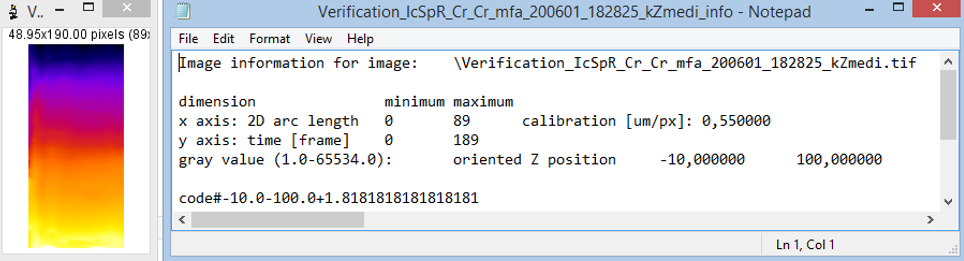 V..
48.95x190.00 pixels (89x
Verification_IcSpR_Cr_Cr_mfa_200601_182825_kZmedi_info - Notepad
File Edit Format View Help
Image information for image: \Verification_IcSpR_Cr_Cr_mfa_200601_182825_kZmedi.tif
dimension minimum maximum
x axis: 2D arc length 0 89 calibration [um/px]: 0,550000
y axis: time [frame] 0 189
gray value (1.0-65534.0): oriented Z position -10,000000 100,000000
code#-10.0-100.0+1.8181818181818181
Ln 1, Col 1